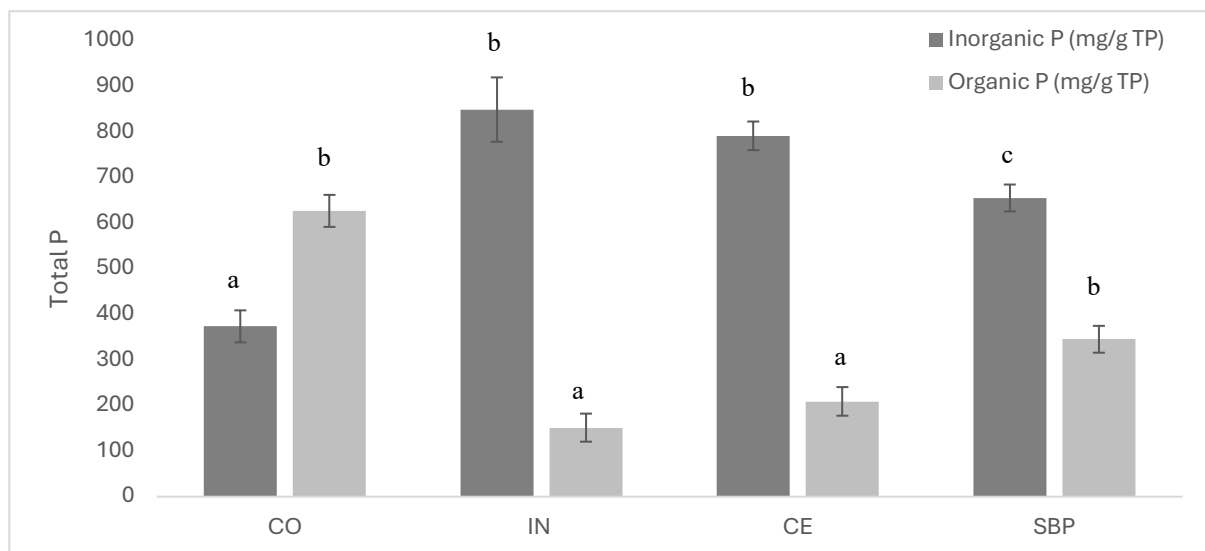 1000
900
800
700
600
500
400
300
200
100
0
Total P
Inorganic P (mg/g TP)
Organic P (mg/g TP)
a
b
b
a
b
a
c
b
CO
IN
CE
SBP